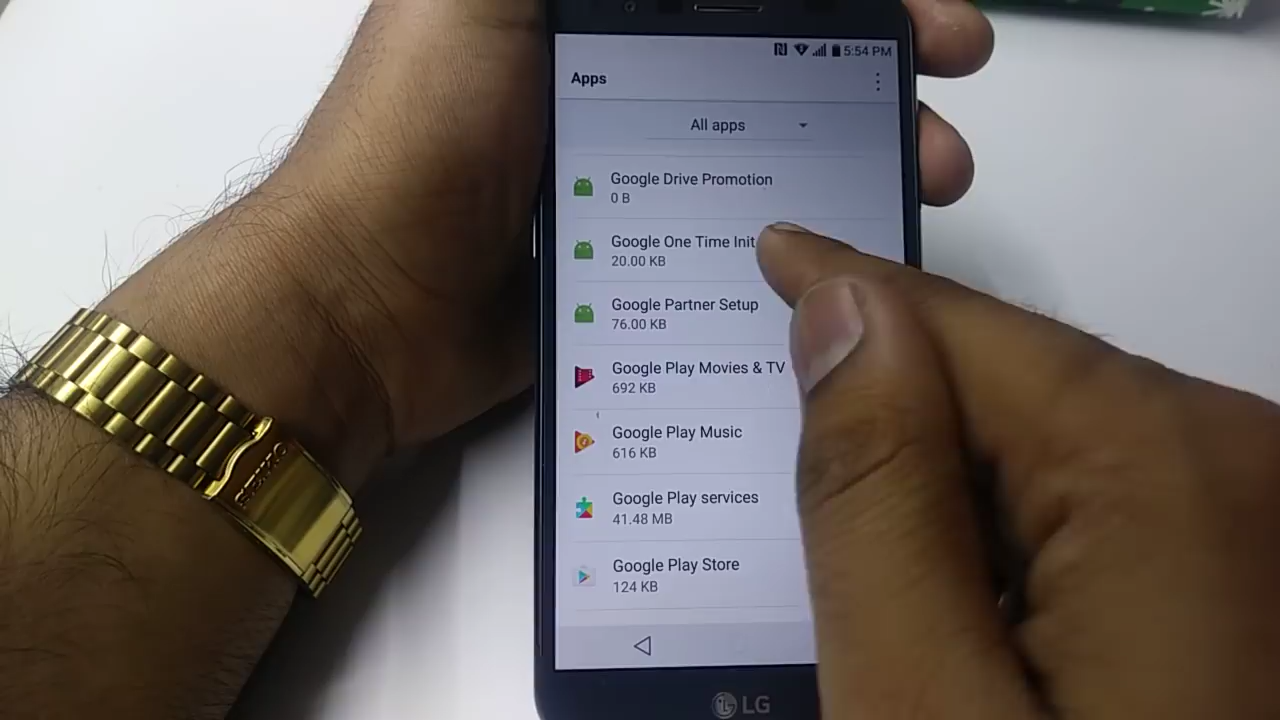 5:54 PM
Apps
All apps
Google Drive Promotion
0 B
Google One Time Init
20.00 KB
Google Partner Setup
76.00 KB
Google Play Movies & TV
692 KB
Google Play Music
616 KB
Google Play services
41.48 MB
Google Play Store
124 KB
LG
SEIKO